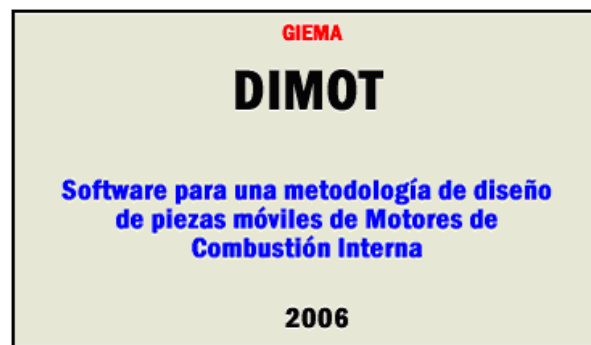 GIEMA
DIMOT
Software para una metodología de diseño
de piezas móviles de Motores de
Combustión Interna
2006